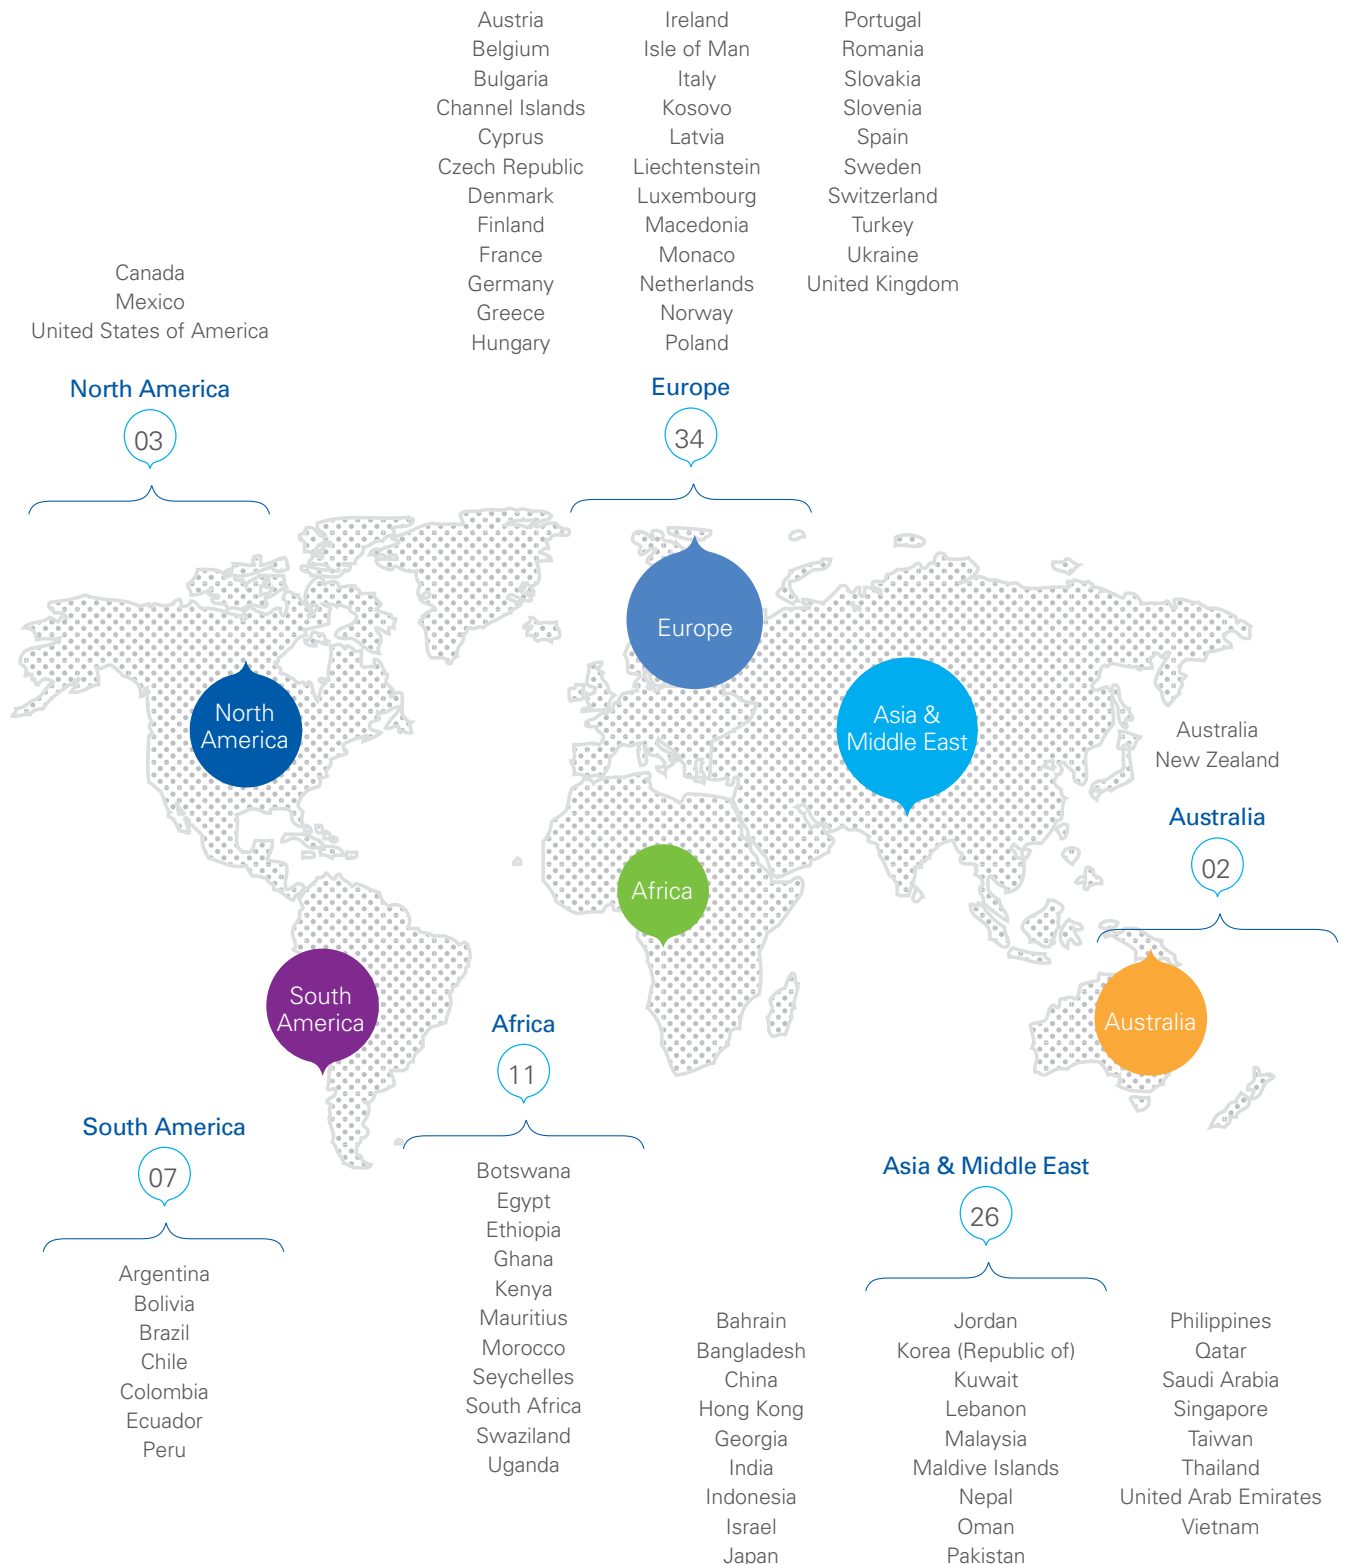 Austria
Belgium
Bulgaria
Channel Islands
Cyprus
Czech Republic
Denmark
Finland
France
Germany
Greece
Hungary
Ireland
Isle of Man
Italy
Kosovo
Latvia
Liechtenstein
Luxembourg
Macedonia
Monaco
Netherlands
Norway
Poland
Portugal
Romania
Slovakia
Slovenia
Spain
Sweden
Switzerland
Turkey
Ukraine
United Kingdom
Canada
Mexico
United States of America
North America
03
Europe
34
Europe
North
America
Asia &
Middle East
Australia
New Zealand
Australia
02
Africa
South
America
Australia
Africa
11
South America
07
Asia & Middle East
26
Botswana
Egypt
Ethiopia
Ghana
Kenya
Mauritius
Morocco
Seychelles
South Africa
Swaziland
Uganda
Argentina
Bolivia
Brazil
Chile
Colombia
Ecuador
Peru
Bahrain
Bangladesh
China
Hong Kong
Georgia
India
Indonesia
Israel
Japan
Jordan
Korea (Republic of)
Kuwait
Lebanon
Malaysia
Maldive Islands
Nepal
Oman
Pakistan
Philippines
Qatar
Saudi Arabia
Singapore
Taiwan
Thailand
United Arab Emirates
Vietnam